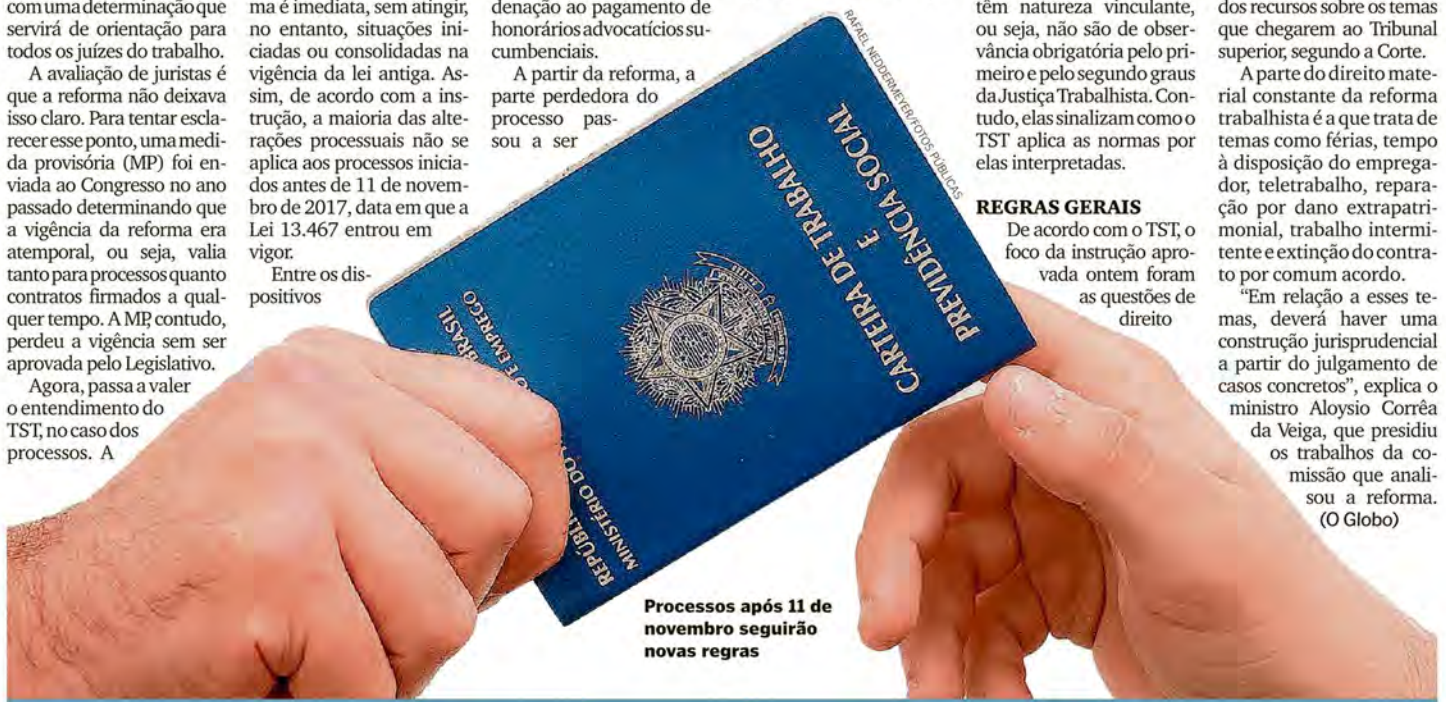 com uma determinação que
servirá de orientação para
todos os juízes do trabalho.
A avaliação de juristas é
que a reforma não deixava
isso claro. Para tentar escla-
recer esse ponto, uma medi-
da provisória (MP) foi en-
viada ao Congresso no ano
passado determinando que
a vigência da reforma era
atemporal, ou seja, valia
tanto para processos quanto
contratos firmados a qual-
quer tempo. A MP, contudo,
perdeu a vigência sem ser
aprovada pelo Legislativo.
Agora, passa a valer
o entendimento do
TST, no caso dos
processos. A
ma é imediata, sem atingir,
no entanto, situações ini-
ciadas ou consolidadas na
vigência da lei antiga. As-
sim, de acordo com a ins-
trução, a maioria das alte-
rações processuais não se
aplica aos processos inicia-
dos antes de 11 de novem-
bro de 2017, data em que a
Lei 13.467 entrou em
vigor.
Entre os dis-
positivos
denação ao pagamento de
honorários advocatícios su-
cumbenciais.
A partir da reforma, a
parte perdedora do
processo pas-
sou a ser
RAFAEL NEDDERMEYER/FOTOS PÚBLICAS
CARTEIRA DE TRABALHO
E
PREVIDÊNCIA SOCIAL
BRASIL
E EMPREGO
REPÚBLIC
MINISTÉRIO DO
Processos após 11 de
novembro seguirão
novas regras
têm natureza vinculante,
ou seja, não são de obser-
vância obrigatória pelo pri-
meiro e pelo segundo graus
da Justiça Trabalhista. Con-
tudo, elas sinalizam como o
TST aplica as normas por
elas interpretadas.
REGRAS GERAIS
De acordo com o TST, o
foco da instrução apro-
vada ontem foram
as questões de
direito
dos recursos sobre os temas
que chegarem ao Tribunal
superior, segundo a Corte.
A parte do direito mate-
rial constante da reforma
trabalhista é a que trata de
temas como férias, tempo
à disposição do emprega-
dor, teletrabalho, repara-
ção por dano extrapatri-
monial, trabalho intermi-
tente e extinção do contra-
to por comum acordo.
“Em relação a esses te-
mas, deverá haver uma
construção jurisprudencial
a partir do julgamento de
casos concretos”, explica o
ministro Aloysio Corrêa
da Veiga, que presidiu
os trabalhos da co-
missão que anali-
sou a reforma.
(O Globo)